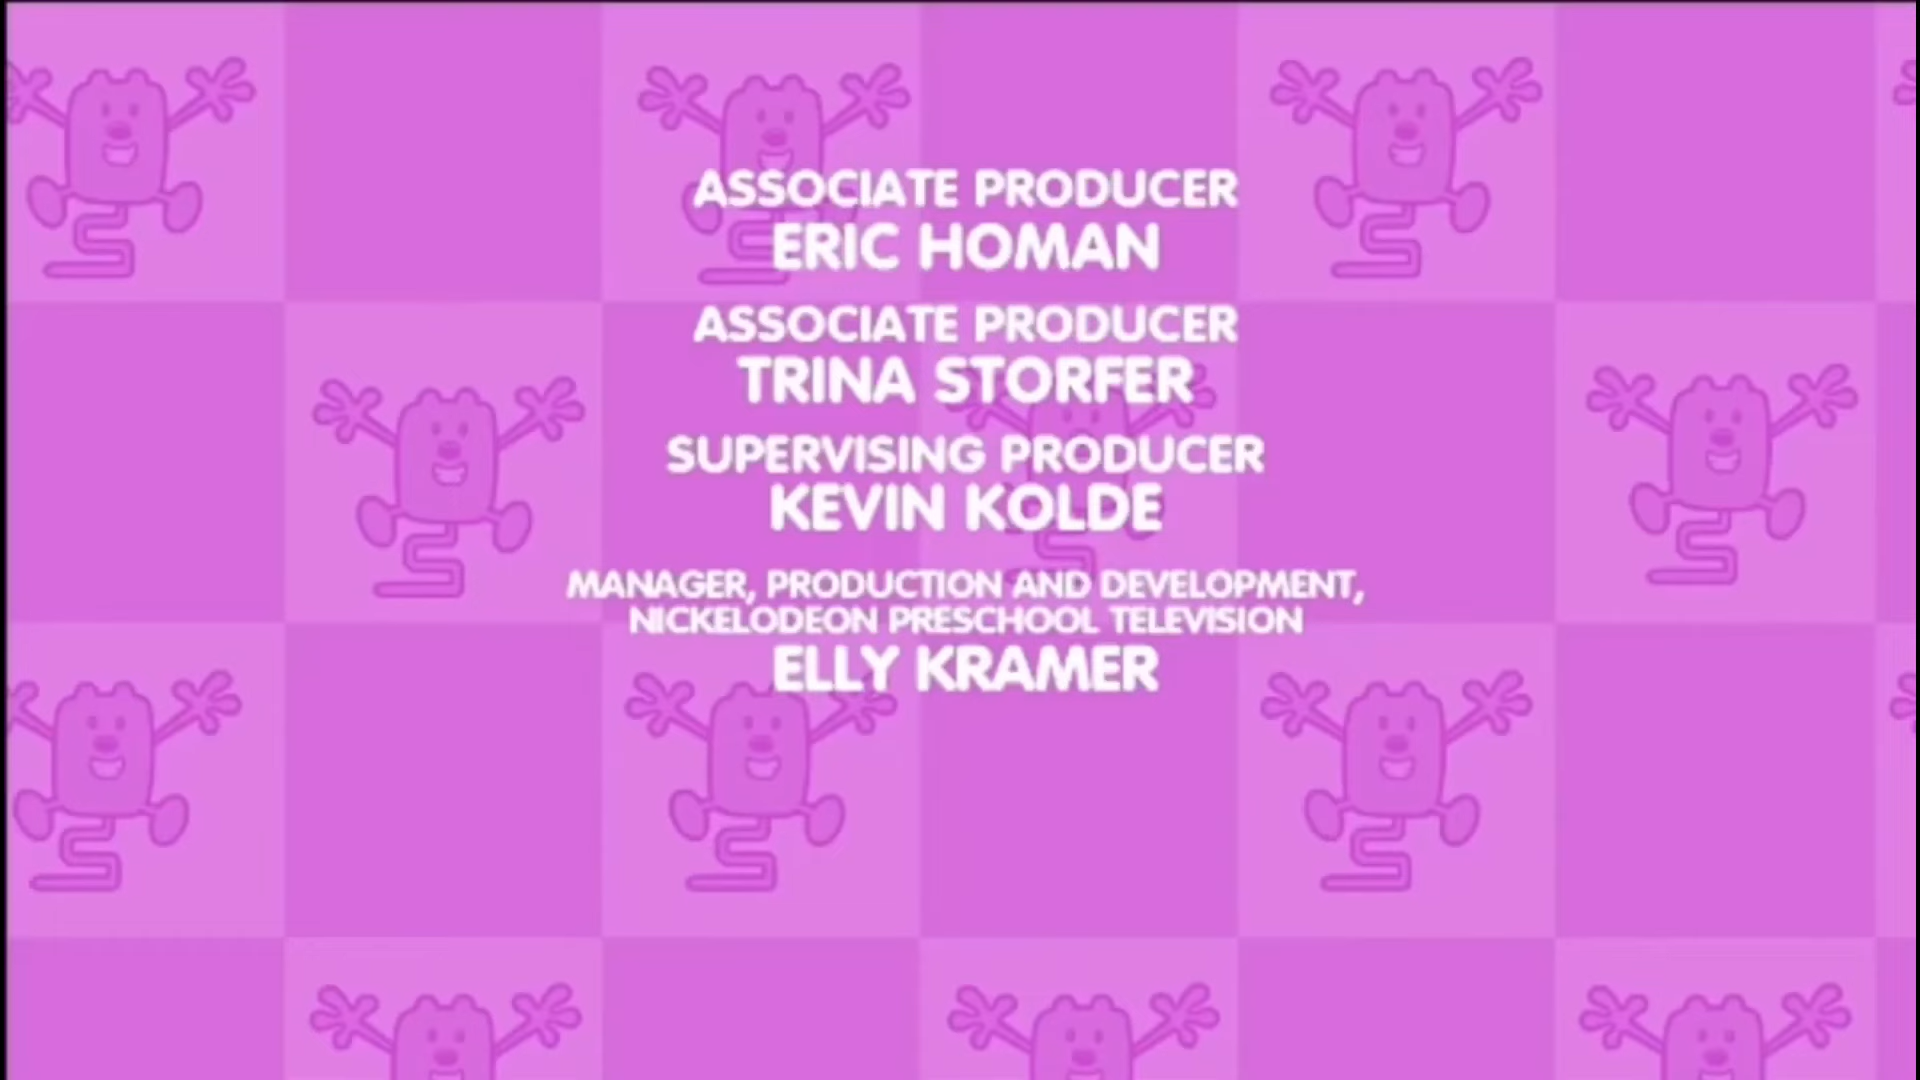 ASSOCIATE PRODUCER
ERIC HOMAN
ASSOCIATE PRODUCER
TRINA STORFER
SUPERVISING PRODUCER
KEVIN KOLDE
MANAGER, PRODUCTION AND DEVELOPMENT,
NICKELODEON PRESCHOOL TELEVISION
ELLY KRAMER